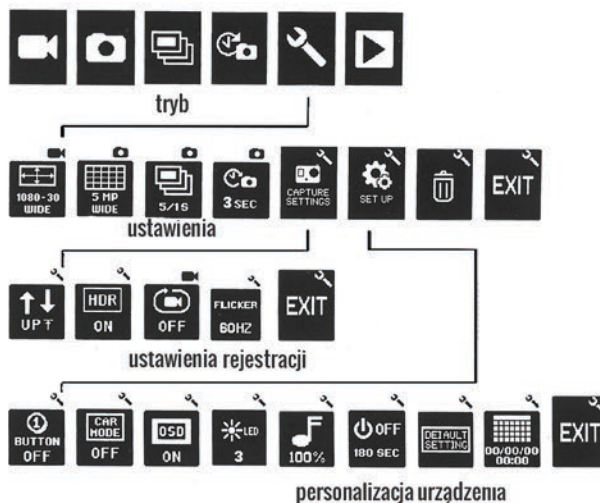 tryb
1080-30
WIDE
5 MP
WIDE
5/1S
3 SEC
CAPTURE
SETTINGS
SET UP
EXIT
ustawienia
UP
HDR
ON
OFF
FLICKER
60HZ
EXIT
ustawienia rejestracji
1
BUTTON
OFF
CAR
MODE
OFF
OSD
ON
LED
3
100%
OFF
180 SEC
DEFAULT
SETTING
00/00/00
00:00
EXIT
personalizacja urządzenia